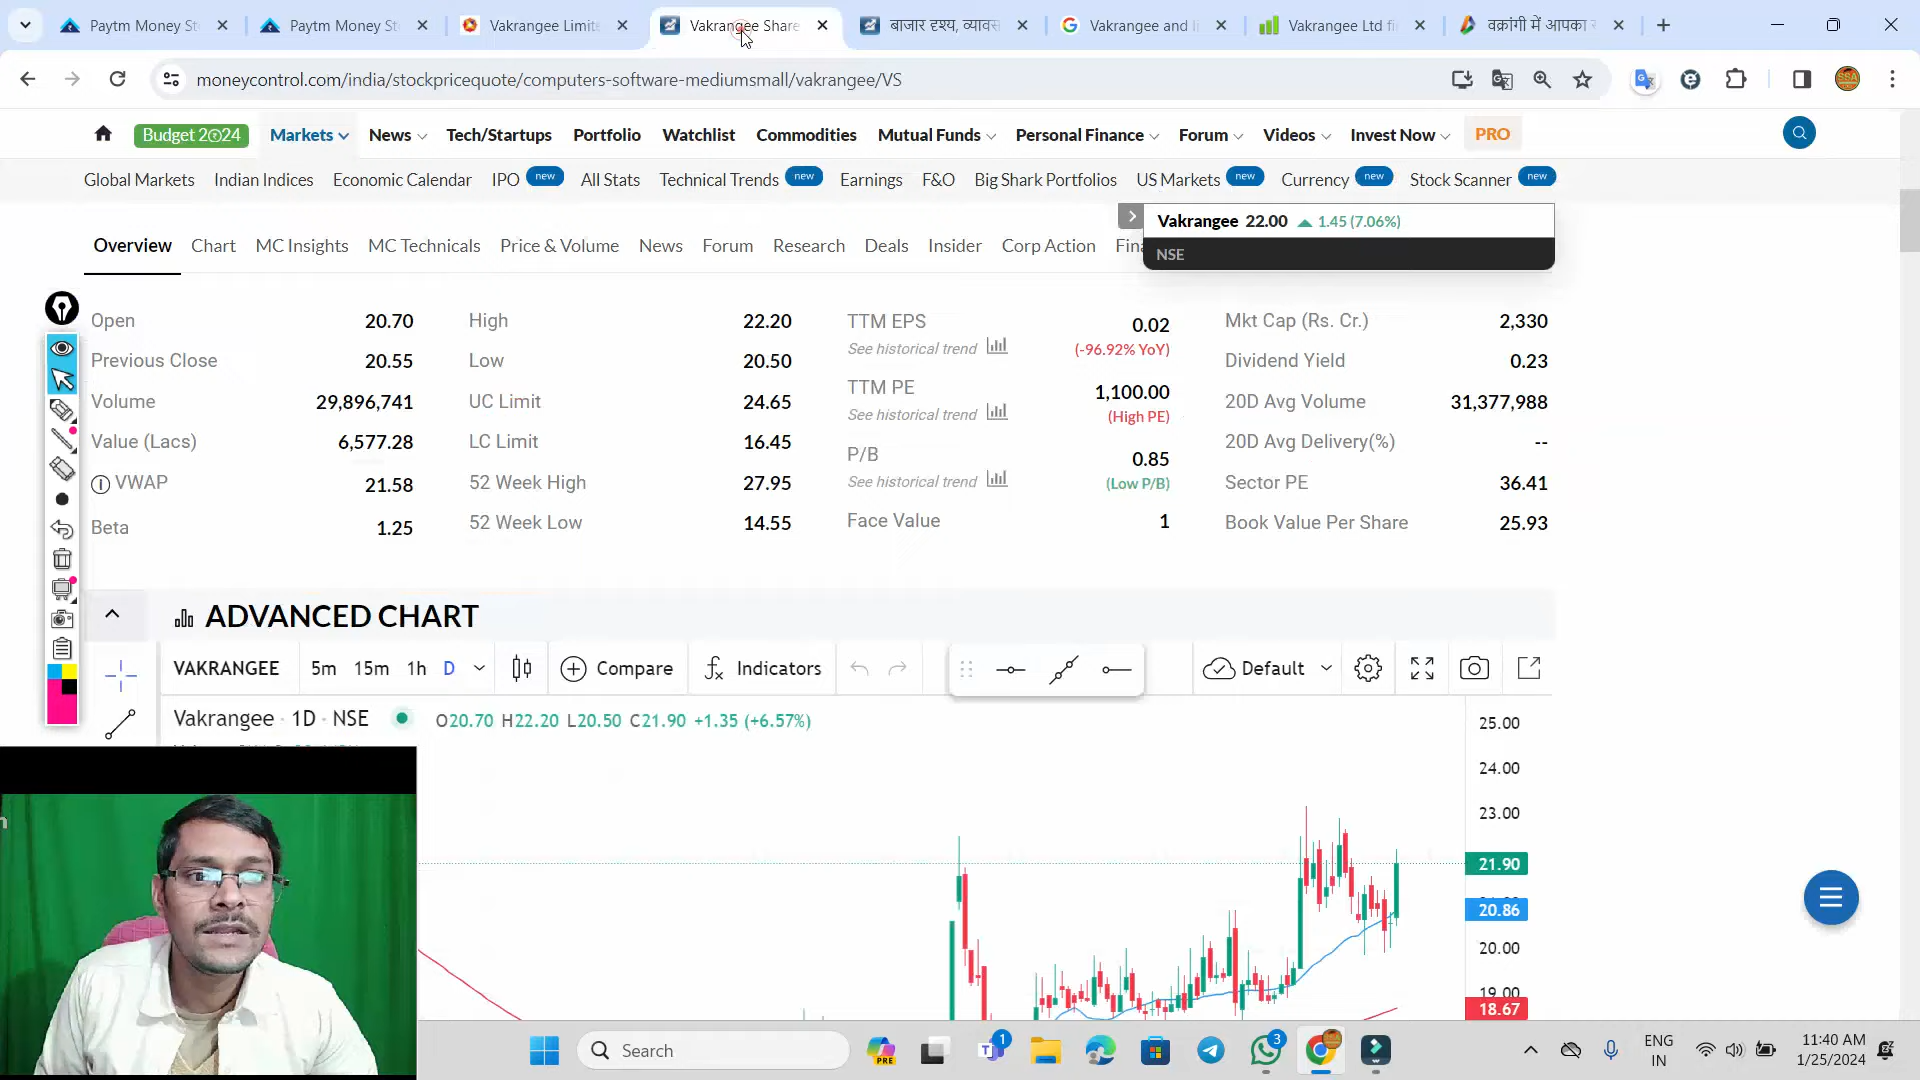 Paytm Money St
Paytm Money St
Vakrangee Limit
Vakrangee Share
बाजार दृश्य, व्यावस
Vakrangee and
Vakrangee Ltd fi
वक्रांगी में आपका
moneycontrol.com/india/stockpricequote/computers-software-mediumsmall/vakrangee/VS
Budget 2024 Markets News Tech/Startups Portfolio Watchlist Commodities Mutual Funds Personal Finance Forum Videos Invest Now PRO
Global Markets Indian Indices Economic Calendar IPO new All Stats Technical Trends new Earnings F&O Big Shark Portfolios US Markets new Currency new Stock Scanner new
Vakrangee 22.00 1.45 (7.06%)
NSE
Overview Chart MC Insights MC Technicals Price & Volume News Forum Research Deals Insider Corp Action
Open 20.70 High 22.20 TTM EPS 0.02 Mkt Cap (Rs. Cr.) 2,330
See historical trend (-96.92% YoY)
Previous Close 20.55 Low 20.50 Dividend Yield 0.23
TTM PE 1,100.00
Volume 29,896,741 UC Limit 24.65 20D Avg Volume 31,377,988
See historical trend (High PE)
Value (Lacs) 6,577.28 LC Limit 16.45 20D Avg Delivery(%) --
P/B 0.85
VWAP 21.58 52 Week High 27.95 See historical trend (Low P/B) Sector PE 36.41
Beta 1.25 52 Week Low 14.55 Face Value 1 Book Value Per Share 25.93
ADVANCED CHART
VAKRANGEE 5m 15m 1h D Compare Indicators Default
Vakrangee · 1D · NSE O20.70 H22.20 L20.50 C21.90 +1.35 (+6.57%)
25.00
24.00
23.00
21.90
20.86
20.00
19.00
18.67
Search
PRE
1
3
ENG
IN
11:40 AM
1/25/2024